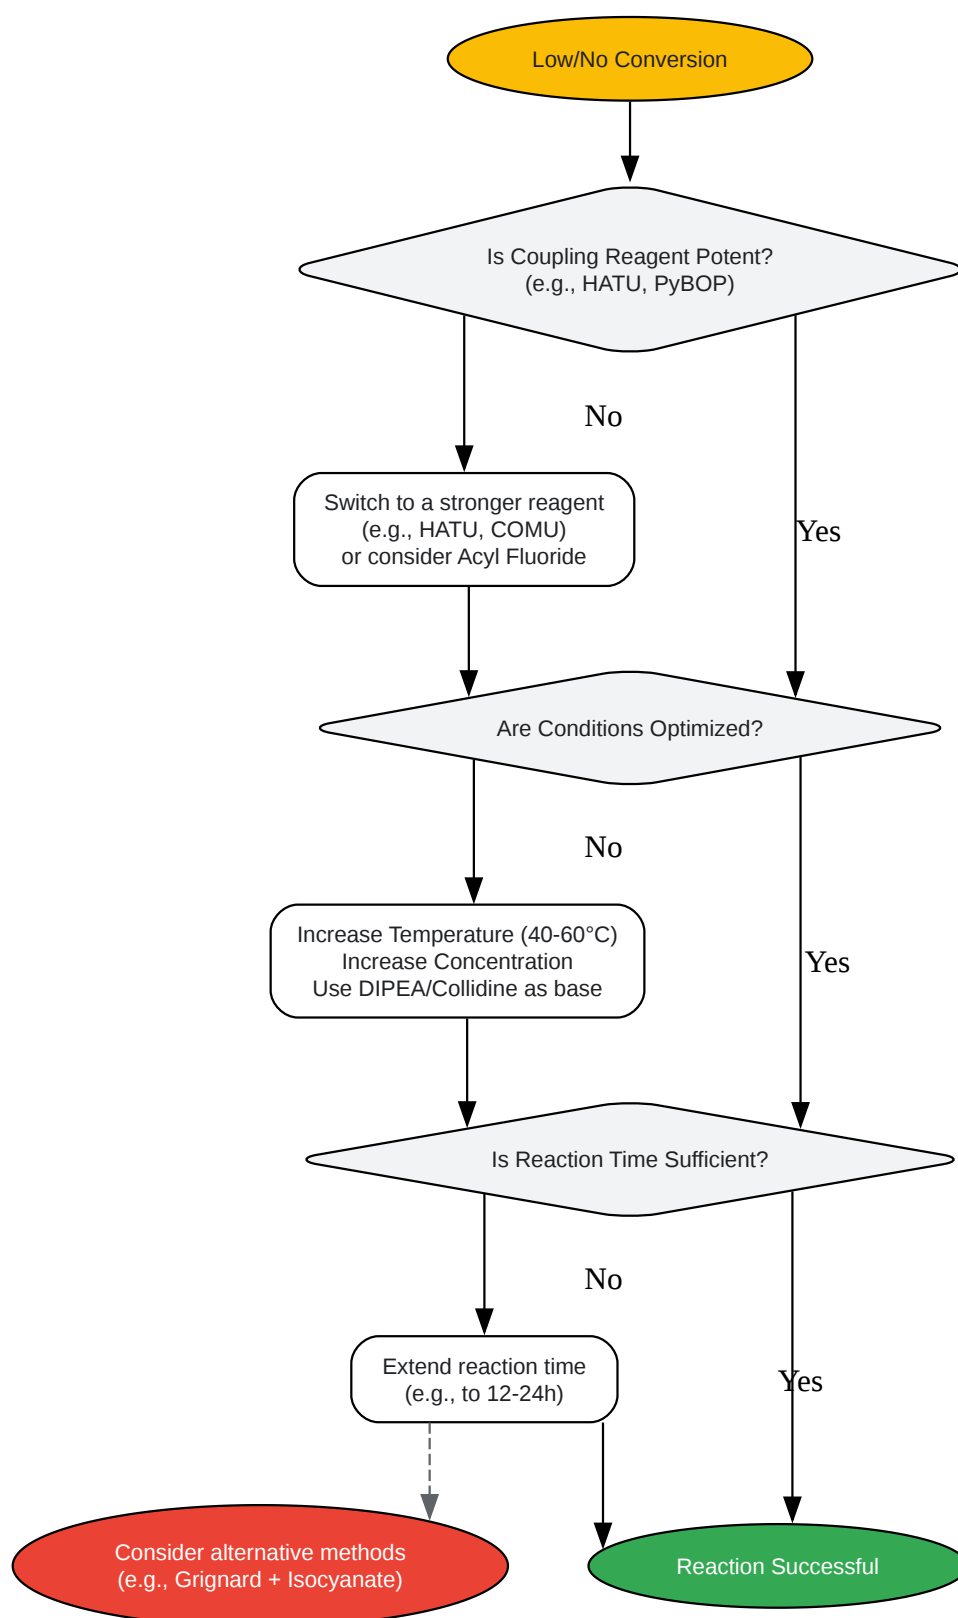 Low/No Conversion
Is Coupling Reagent Potent?
(e.g., HATU, PyBOP)
No
Switch to a stronger reagent
(e.g., HATU, COMU)
or consider Acyl Fluoride
Yes
Are Conditions Optimized?
No
Increase Temperature (40-60°C)
Increase Concentration
Use DIPEA/Collidine as base
Yes
Is Reaction Time Sufficient?
No
Extend reaction time
(e.g., to 12-24h)
Yes
Consider alternative methods
(e.g., Grignard + Isocyanate)
Reaction Successful